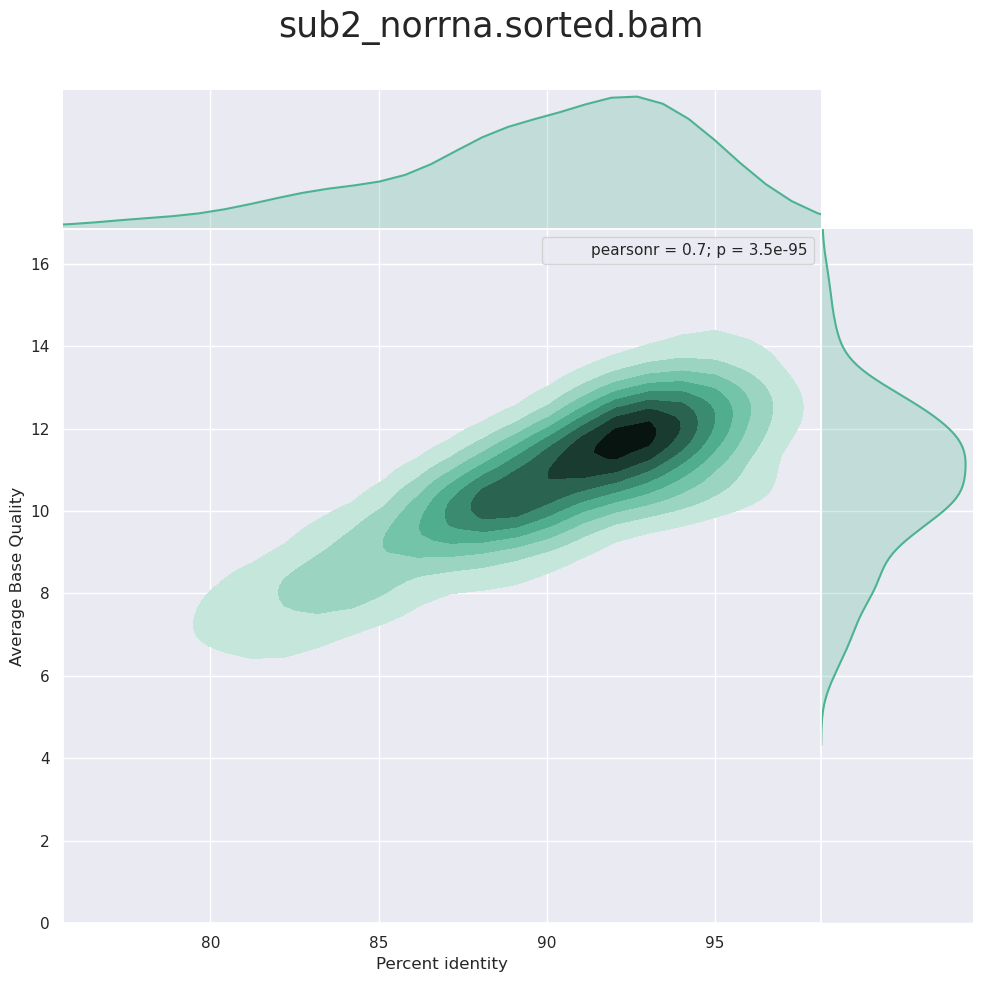 sub2_norrna.sorted.bam
pearsonr = 0.7; p = 3.5e-95
16
14
12
10
8
6
4
2
0
Average Base Quality
80 85 90 95
Percent identity